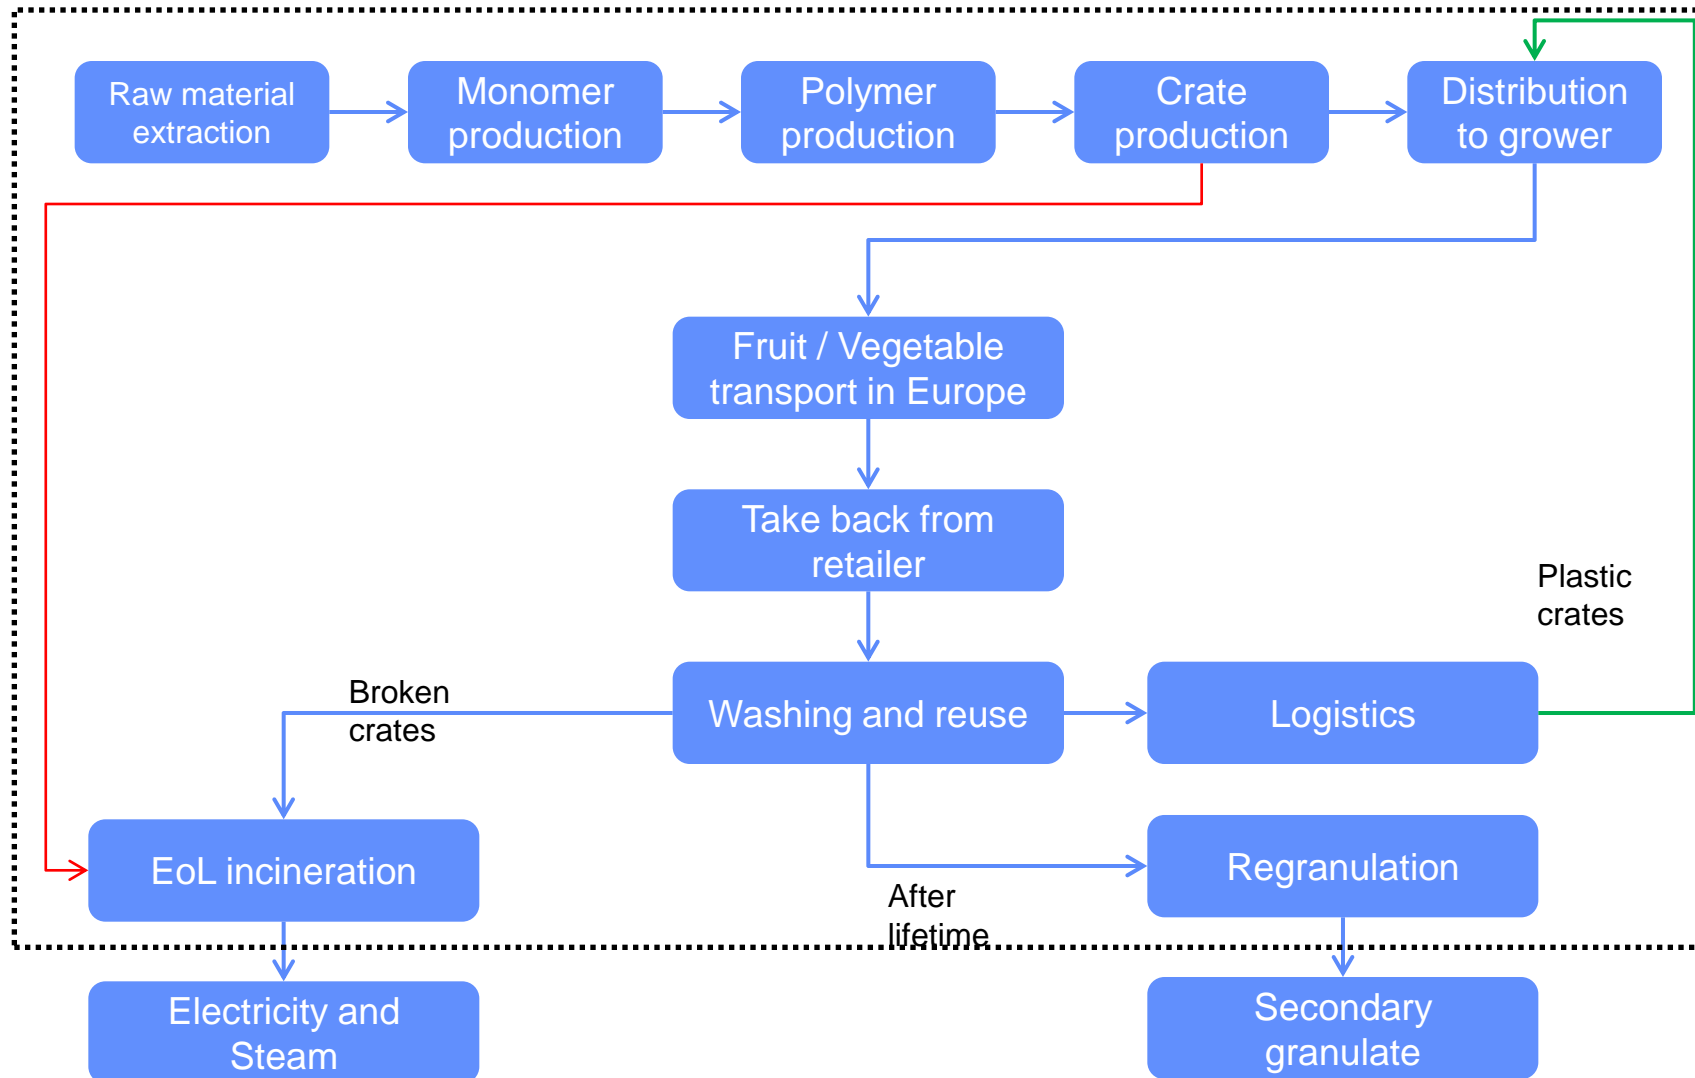 Raw material
extraction
Monomer
production
Polymer
production
Crate
production
Distribution
to grower
Fruit / Vegetable
transport in Europe
Take back from
retailer
Plastic
crates
Broken
crates
Washing and reuse
Logistics
EoL incineration
Regranulation
After
lifetime
Electricity and
Steam
Secondary
granulate